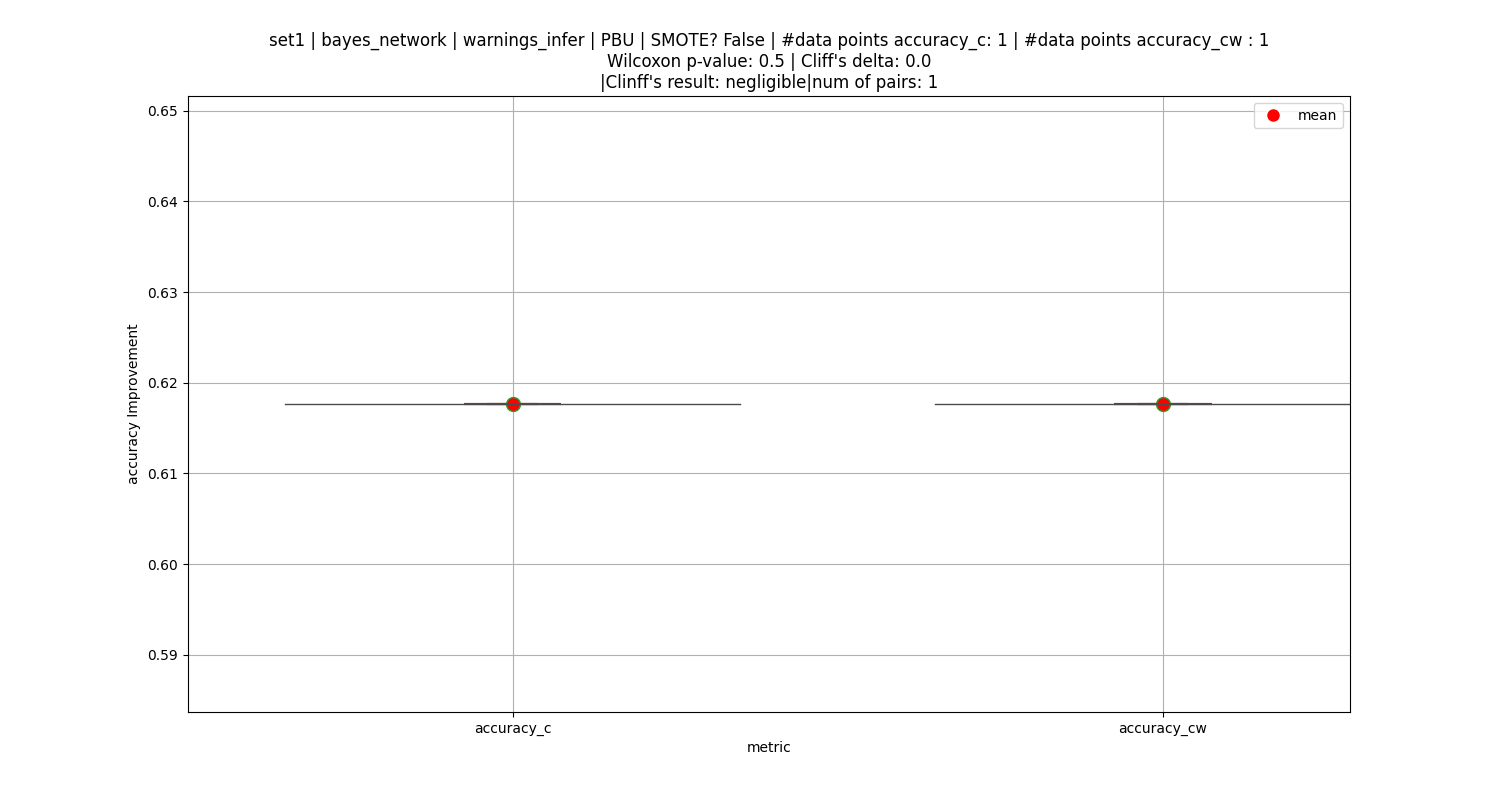 set1 | bayes_network | warnings_infer | PBU | SMOTE? False | #data points accuracy_c: 1 | #data points accuracy_cw : 1
Wilcoxon p-value: 0.5 | Cliff's delta: 0.0
|Clinff's result: negligible|num of pairs: 1
mean
0.65
0.64
0.63
0.62
0.61
0.60
0.59
accuracy Improvement
accuracy_c
accuracy_cw
metric